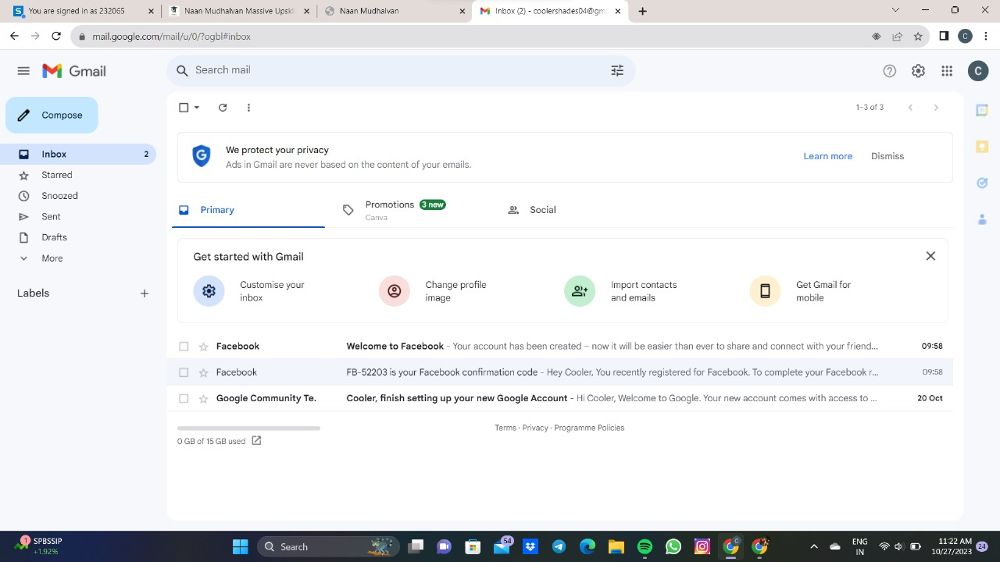 You are signed in as 232065
Naan Mudhalvan Massive Upski
Naan Mudhalvan
Inbox (2) - coolershades04@gm
mail.google.com/mail/u/0/?ogbl#inbox
C
Gmail
Search mail
C
Compose
1–3 of 3
Inbox 2
Starred
Snoozed
Sent
Drafts
More
Labels
We protect your privacy
Ads in Gmail are never based on the content of your emails.
Learn more
Dismiss
Primary
Promotions 3 new
Canva
Social
Get started with Gmail
Customise your
inbox
Change profile
image
Import contacts
and emails
Get Gmail for
mobile
Facebook Welcome to Facebook - Your account has been created – now it will be easier than ever to share and connect with your friend... 09:58
Facebook FB-52203 is your Facebook confirmation code - Hey Cooler, You recently registered for Facebook. To complete your Facebook r... 09:58
Google Community Te. Cooler, finish setting up your new Google Account - Hi Cooler, Welcome to Google. Your new account comes with access to ... 20 Oct
Terms · Privacy · Programme Policies
0 GB of 15 GB used
1
SPBSSIP
+1.92%
Search
54
C
ENG
IN
11:22 AM
10/27/2023
24